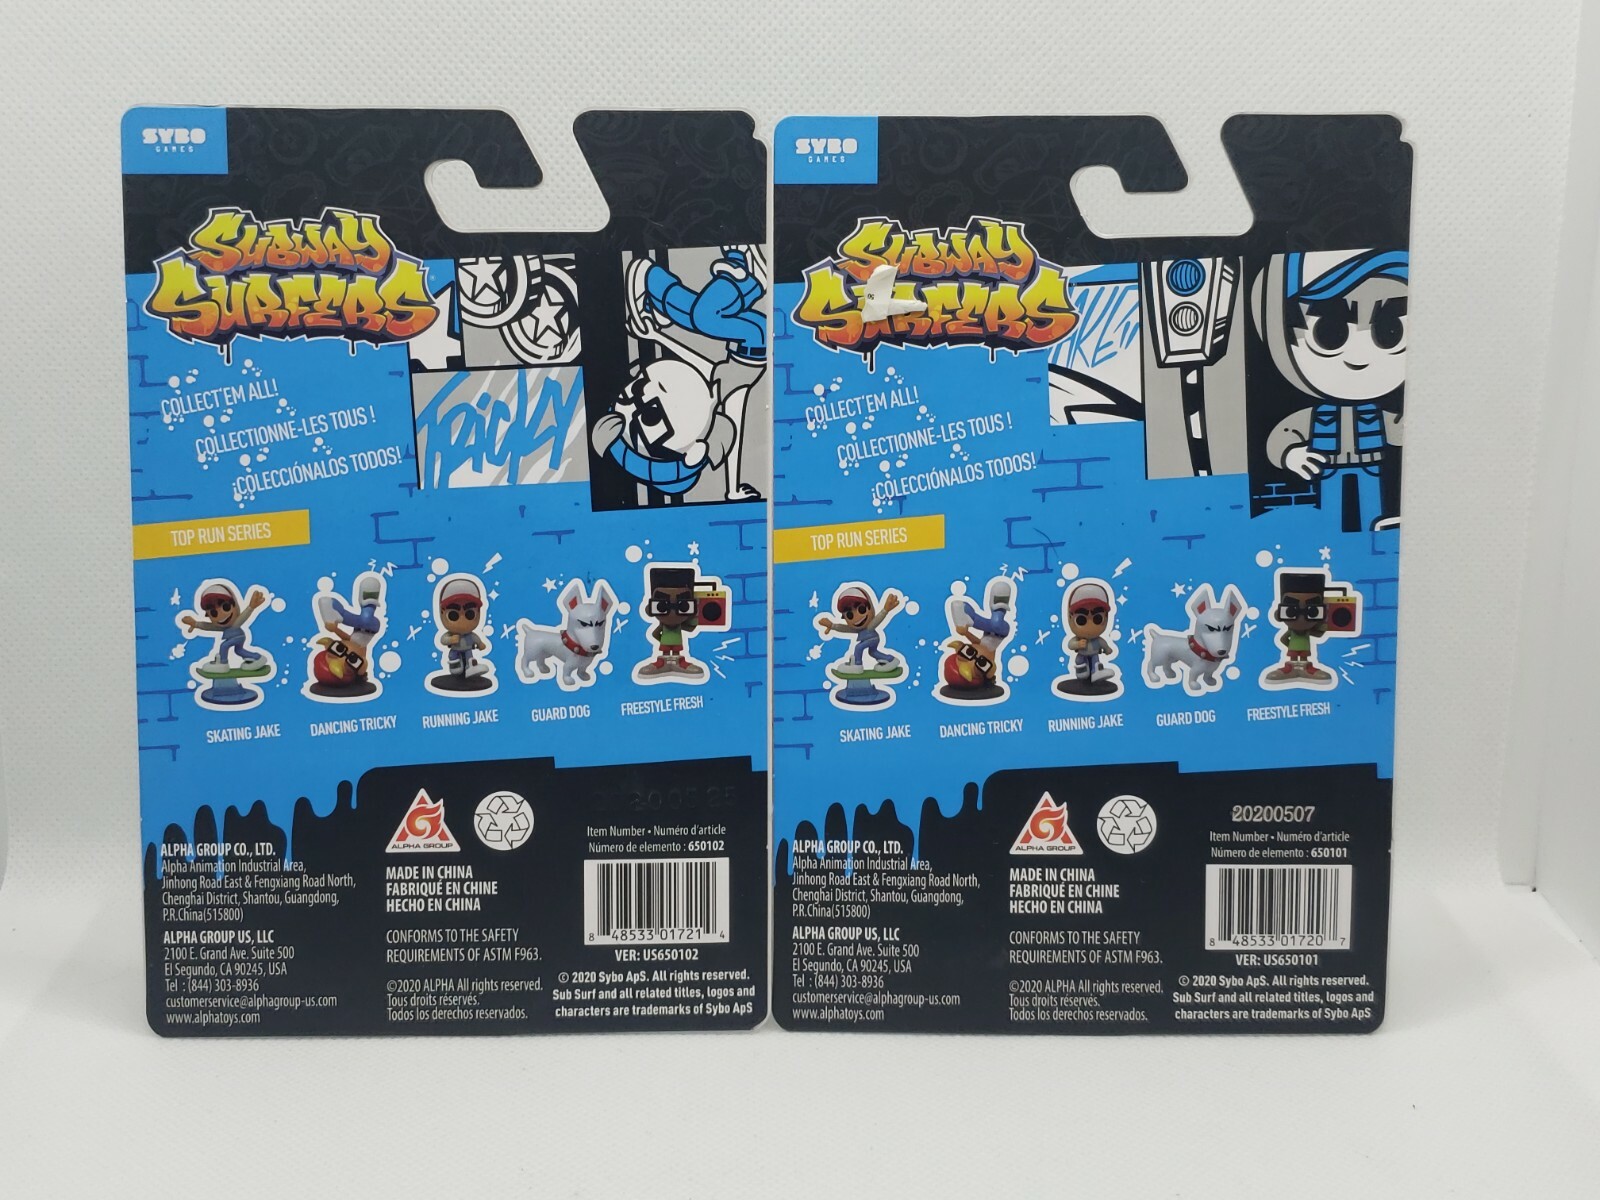 SYBO
GAMES
SUBWAY
SURFERS
COLLECT'EM ALL!
COLLECTIONNE-LES TOUS !
¡COLECCIÓNALOS TODOS!
TRICKY
TOP RUN SERIES
SKATING JAKE
DANCING TRICKY
RUNNING JAKE
GUARD DOG
FREESTYLE FRESH
ALPHA GROUP CO., LTD.
Alpha Animation Industrial Area,
Jinhong Road East & Fengxiang Road North,
Chenghai District, Shantou, Guangdong,
P.R.China(515800)
ALPHA GROUP US, LLC
2100 E. Grand Ave. Suite 500
El Segundo, CA 90245, USA
Tel : (844) 303-8936
customerservice@alphagroup-us.com
www.alphatoys.com
ALPHA GROUP
MADE IN CHINA
FABRIQUÉ EN CHINE
HECHO EN CHINA
CONFORMS TO THE SAFETY
REQUIREMENTS OF ASTM F963.
©2020 ALPHA All rights reserved.
Tous droits réservés.
Todos los derechos reservados.
Item Number • Numéro d'article
Número de elemento : 650102
8 48533 01721 4
VER: US650102
© 2020 Sybo ApS. All rights reserved.
Sub Surf and all related titles, logos and
characters are trademarks of Sybo ApS
SYBO
GAMES
SUBWAY
SURFERS
COLLECT'EM ALL!
COLLECTIONNE-LES TOUS !
¡COLECCIÓNALOS TODOS!
TOP RUN SERIES
SKATING JAKE
DANCING TRICKY
RUNNING JAKE
GUARD DOG
FREESTYLE FRESH
ALPHA GROUP CO., LTD.
Alpha Animation Industrial Area,
Jinhong Road East & Fengxiang Road North,
Chenghai District, Shantou, Guangdong,
P.R.China(515800)
ALPHA GROUP US, LLC
2100 E. Grand Ave. Suite 500
El Segundo, CA 90245, USA
Tel : (844) 303-8936
customerservice@alphagroup-us.com
www.alphatoys.com
ALPHA GROUP
MADE IN CHINA
FABRIQUÉ EN CHINE
HECHO EN CHINA
CONFORMS TO THE SAFETY
REQUIREMENTS OF ASTM F963.
©2020 ALPHA All rights reserved.
Tous droits réservés.
Todos los derechos reservados.
20200507
Item Number • Numéro d'article
Número de elemento : 650101
8 48533 01720 7
VER: US650101
© 2020 Sybo ApS. All rights reserved.
Sub Surf and all related titles, logos and
characters are trademarks of Sybo ApS